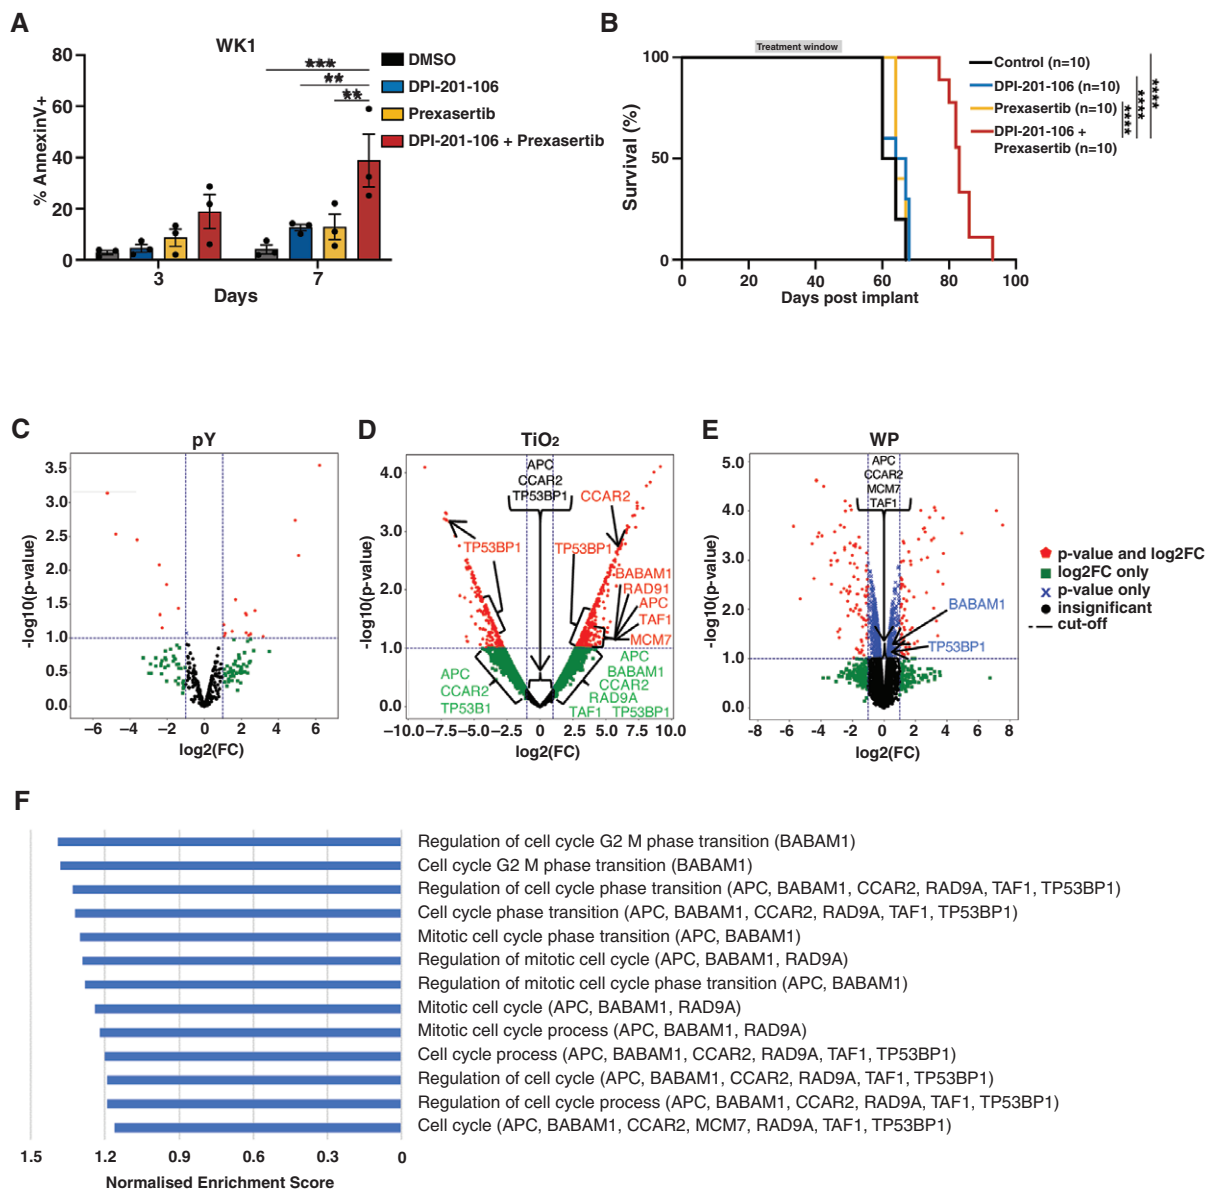 A
WK1
80
60
40
20
0
% AnnexinV+
3
7
Days
***
**
**
DMSO
DPI-201-106
Prexasertib
DPI-201-106 + Prexasertib
B
Treatment window
100
50
0
Survival (%)
0 20 40 60 80 100
Days post implant
Control (n=10)
DPI-201-106 (n=10)
Prexasertib (n=10)
DPI-201-106 +
Prexasertib (n=10)
****
****
****
C
pY
3.5
3.0
2.5
2.0
1.5
1.0
0.5
0.0
-log10(p-value)
−6 −4 −2 0 2 4 6
log2(FC)
D
TiO2
4.0
3.0
2.0
1.0
0.0
-log10(p-value)
APC
CCAR2
TP53BP1
CCAR2
TP53BP1
TP53BP1
BABAM1
RAD91
APC
TAF1
MCM7
APC
CCAR2
TP53B1
APC
BABAM1
CCAR2
RAD9A
TAF1 TP53BP1
−10.0 −7.5 −5.0 −2.5 0 2.5 5.0 7.5 10.0
log2(FC)
E
WP
5.0
4.0
3.0
2.0
1.0
0.0
-log10(p-value)
APC
CCAR2
MCM7
TAF1
BABAM1
TP53BP1
-8 -6 -4 -2 0 2 4 6 8
log2(FC)
p-value and log2FC
log2FC only
p-value only
insignificant
cut-off
F
Regulation of cell cycle G2 M phase transition (BABAM1)
Cell cycle G2 M phase transition (BABAM1)
Regulation of cell cycle phase transition (APC, BABAM1, CCAR2, RAD9A, TAF1, TP53BP1)
Cell cycle phase transition (APC, BABAM1, CCAR2, RAD9A, TAF1, TP53BP1)
Mitotic cell cycle phase transition (APC, BABAM1)
Regulation of mitotic cell cycle (APC, BABAM1, RAD9A)
Regulation of mitotic cell cycle phase transition (APC, BABAM1)
Mitotic cell cycle (APC, BABAM1, RAD9A)
Mitotic cell cycle process (APC, BABAM1, RAD9A)
Cell cycle process (APC, BABAM1, CCAR2, RAD9A, TAF1, TP53BP1)
Regulation of cell cycle (APC, BABAM1, CCAR2, RAD9A, TAF1, TP53BP1)
Regulation of cell cycle process (APC, BABAM1, CCAR2, RAD9A, TAF1, TP53BP1)
Cell cycle (APC, BABAM1, CCAR2, MCM7, RAD9A, TAF1, TP53BP1)
1.5 1.2 0.9 0.6 0.3 0
Normalised Enrichment Score